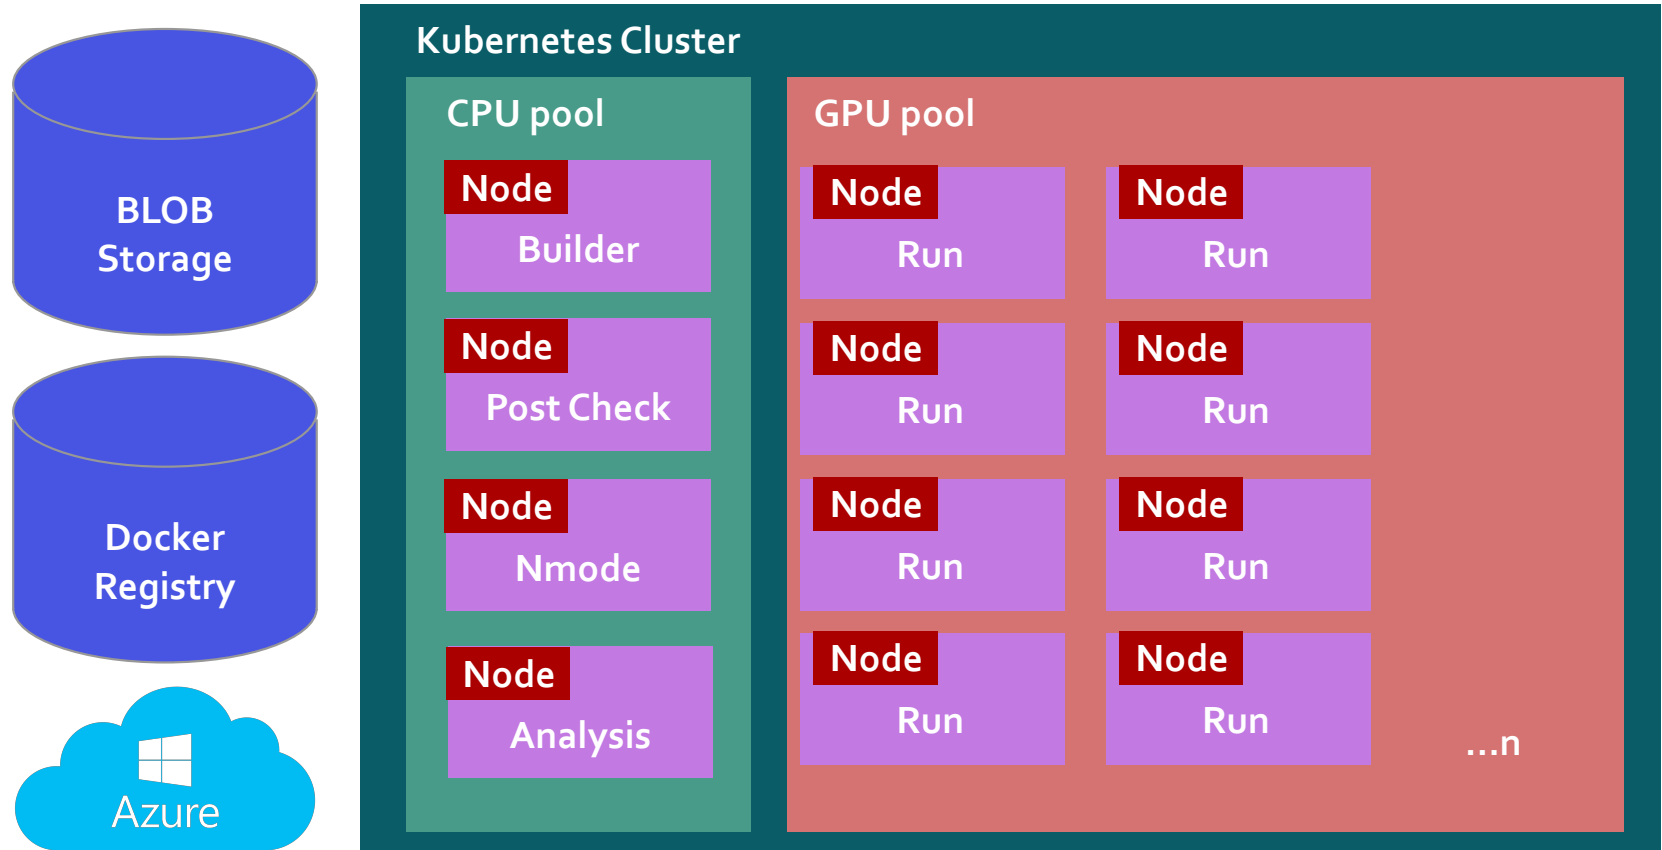 BLOB
Storage
Docker
Registry
Azure
Kubernetes Cluster
CPU pool
Node
Builder
Node
Post Check
Node
Nmode
Node
Analysis
GPU pool
Node
Run
Node
Run
Node
Run
Node
Run
Node
Run
Node
Run
Node
Run
Node
Run
...n